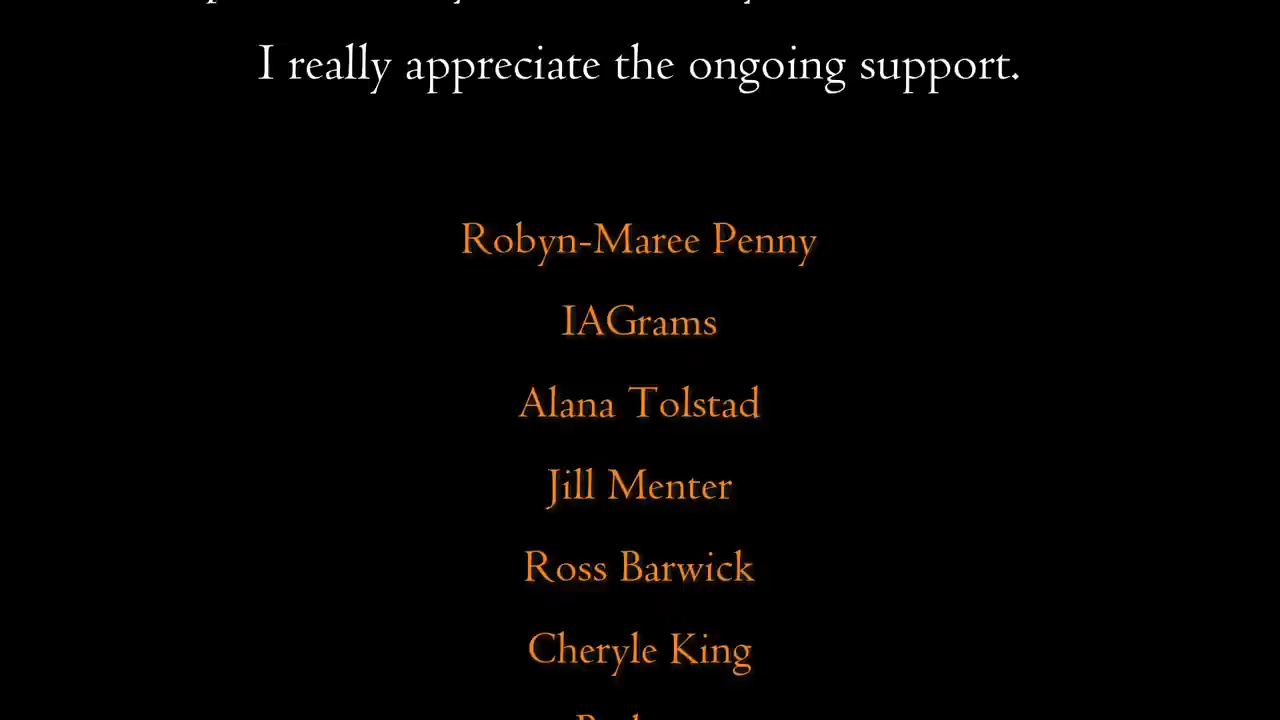 I really appreciate the ongoing support.
Robyn-Maree Penny
IAGrams
Alana Tolstad
Jill Menter
Ross Barwick
Cheryle King